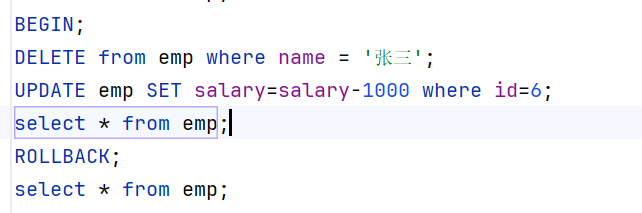 BEGIN;
DELETE from emp where name = '张三';
UPDATE emp SET salary=salary-1000 where id=6;
select * from emp;
ROLLBACK;
select * from emp;